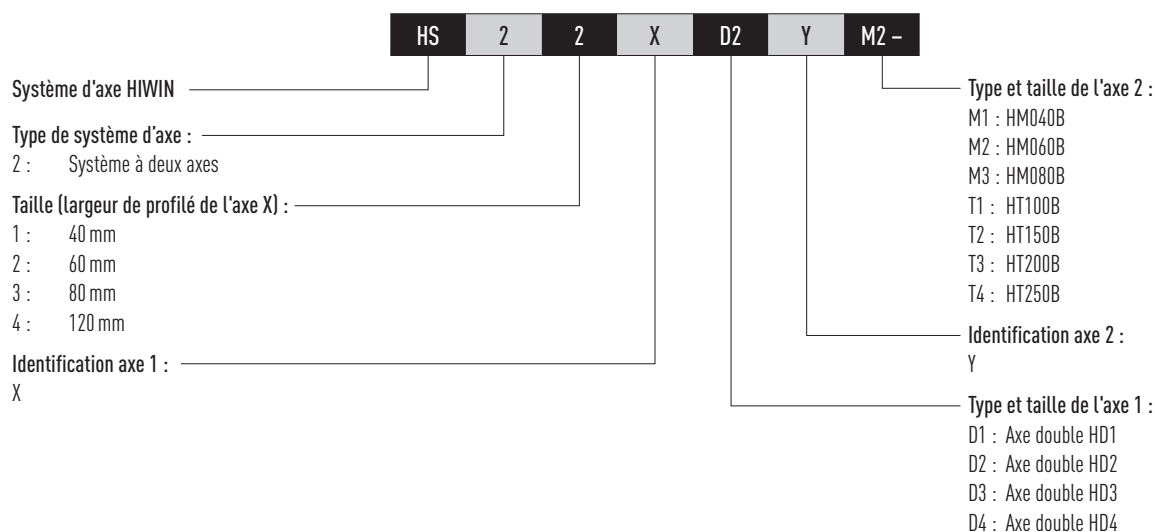 HS 2 2 X D2 Y M2 –
Système d'axe HIWIN
Type de système d'axe :
2 : Système à deux axes
Taille (largeur de profilé de l'axe X) :
1 : 40 mm
2 : 60 mm
3 : 80 mm
4 : 120 mm
Identification axe 1 :
X
Type et taille de l'axe 2 :
M1 : HM040B
M2 : HM060B
M3 : HM080B
T1 : HT100B
T2 : HT150B
T3 : HT200B
T4 : HT250B
Identification axe 2 :
Y
Type et taille de l'axe 1 :
D1 : Axe double HD1
D2 : Axe double HD2
D3 : Axe double HD3
D4 : Axe double HD4